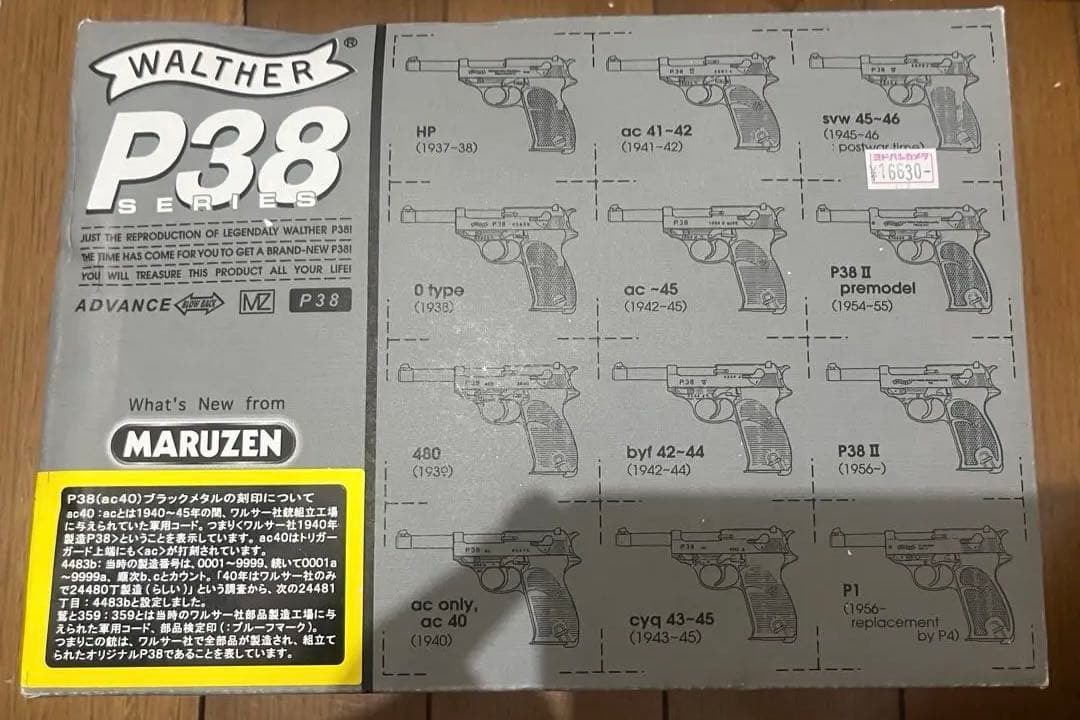 WALTHER®
P38
SERIES
JUST THE REPRODUCTION OF LEGENDALY WALTHER P38!
THE TIME HAS COME FOR YOU TO GET A BRAND-NEW P38!
YOU WILL TREASURE THIS PRODUCT ALL YOUR LIFE!
ADVANCE BLOW BACK MZ P38
What's New from
MARUZEN
P38(ac40)ブラックメタルの刻印について
ac40:acとは1940~45年の間、ワルサー社銃組立工場
に与えられていた軍用コード。つまり<ワルサー社1940年
製造P38>ということを表示しています。ac40はトリガー
ガード上端にも<ac>が打刻されています。
4483b:当時の製造番号は、0001~9999、続いて0001a
~9999a、順次b、cとカウント。「40年はワルサー社のみ
で24480丁製造(らしい)」という調査から、次の24481
丁目:4483bと設定しました。
鷲と359:359とは当時のワルサー社部品製造工場に与
えられた軍用コード、部品検定印(:プルーフマーク)。
つまりこの銃は、ワルサー社で全部品が製造され、組立て
られたオリジナルP38であることを表しています。
HP
(1937~38)
ac 41~42
(1941~42)
svw 45~46
(1945~46
: postwar time)
ヨドバシカメラ
16630-
0 type
(1938)
ac ~45
(1942~45)
P38 II
premodel
(1954~55)
480
(1939)
byf 42~44
(1942~44)
P38 II
(1956~)
ac only,
ac 40
(1940)
cyq 43~45
(1943~45)
P1
(1956~
replacement
by P4)